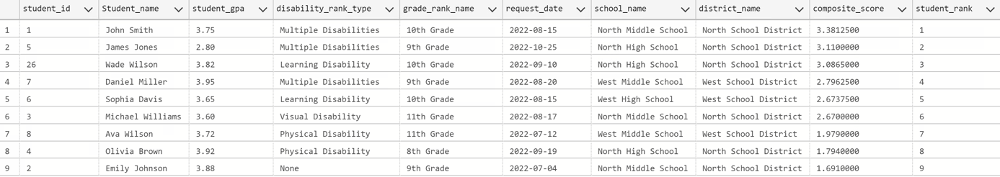 student_id Student_name student_gpa disability_rank_type grade_rank_name request_date school_name district_name composite_score student_rank
1 1 John Smith 3.75 Multiple Disabilities 10th Grade 2022-08-15 North Middle School North School District 3.3812500 1
2 5 James Jones 2.80 Multiple Disabilities 9th Grade 2022-10-25 North High School North School District 3.1100000 2
3 26 Wade Wilson 3.82 Learning Disability 10th Grade 2022-09-10 North High School North School District 3.0865000 3
4 7 Daniel Miller 3.95 Multiple Disabilities 9th Grade 2022-08-20 West Middle School West School District 2.7962500 4
5 6 Sophia Davis 3.65 Learning Disability 10th Grade 2022-08-15 West High School West School District 2.6737500 5
6 3 Michael Williams 3.60 Visual Disability 11th Grade 2022-08-17 North Middle School North School District 2.6700000 6
7 8 Ava Wilson 3.72 Physical Disability 11th Grade 2022-07-12 West Middle School West School District 1.9790000 7
8 4 Olivia Brown 3.92 Physical Disability 8th Grade 2022-09-19 North High School North School District 1.7940000 8
9 2 Emily Johnson 3.88 None 9th Grade 2022-07-04 North Middle School North School District 1.6910000 9